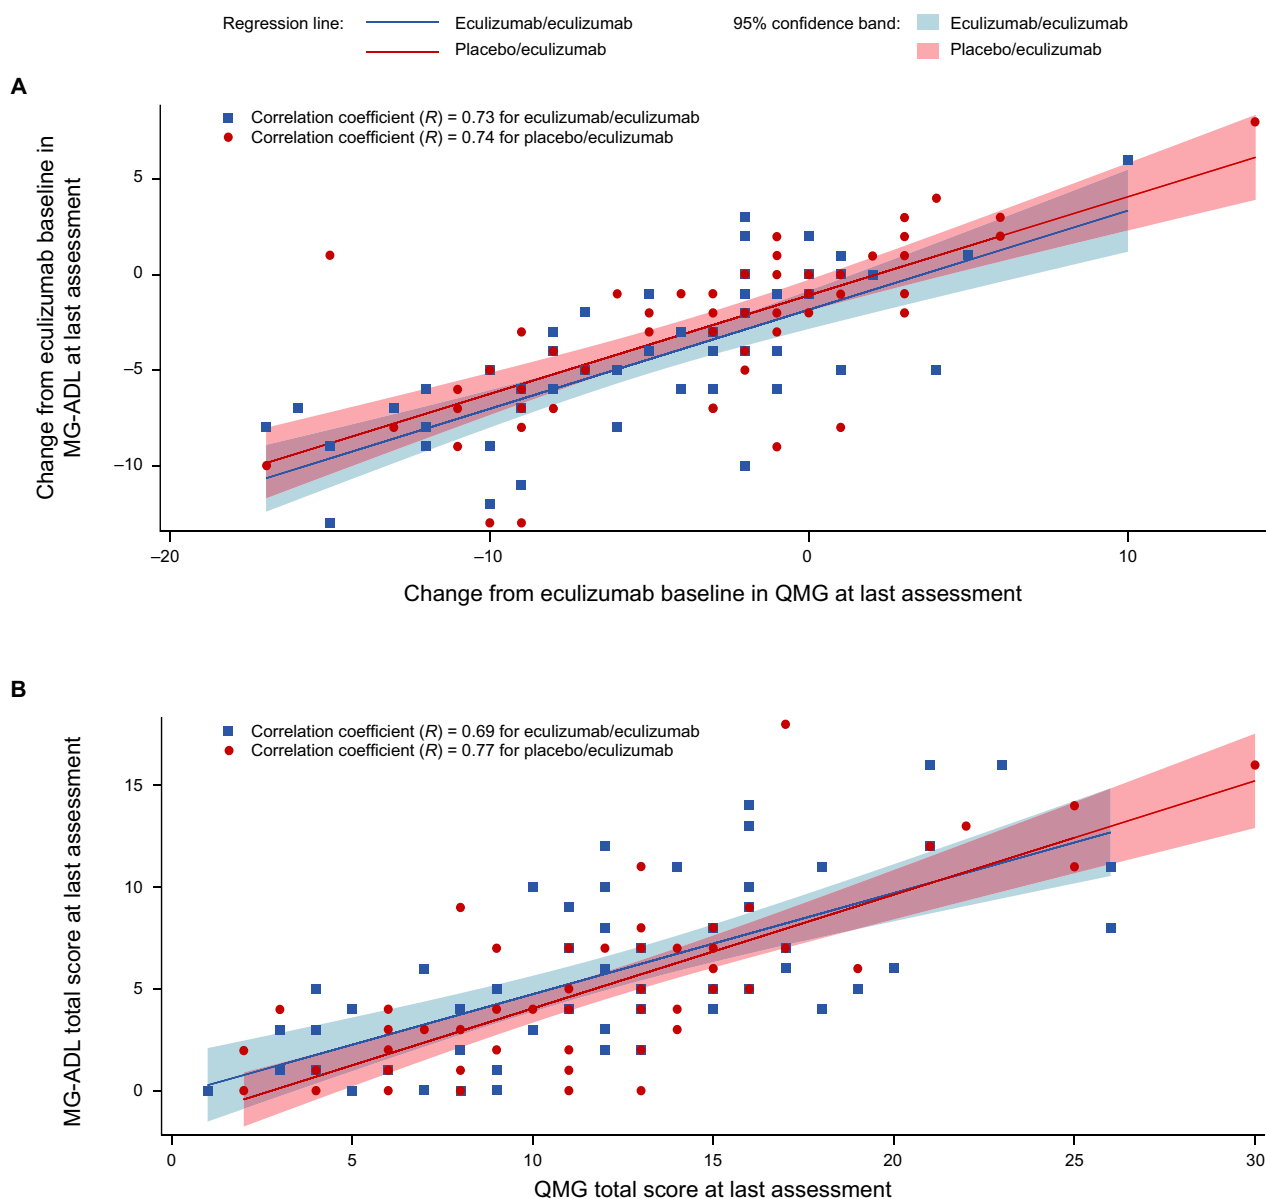 Regression line: Eculizumab/eculizumab 95% confidence band: Eculizumab/eculizumab
Placebo/eculizumab Placebo/eculizumab
A
Correlation coefficient (R) = 0.73 for eculizumab/eculizumab
Correlation coefficient (R) = 0.74 for placebo/eculizumab
Change from eculizumab baseline in
MG-ADL at last assessment
5
0
–5
–10
–20 –10 0 10
Change from eculizumab baseline in QMG at last assessment
B
Correlation coefficient (R) = 0.69 for eculizumab/eculizumab
Correlation coefficient (R) = 0.77 for placebo/eculizumab
MG-ADL total score at last assessment
15
10
5
0
0 5 10 15 20 25 30
QMG total score at last assessment